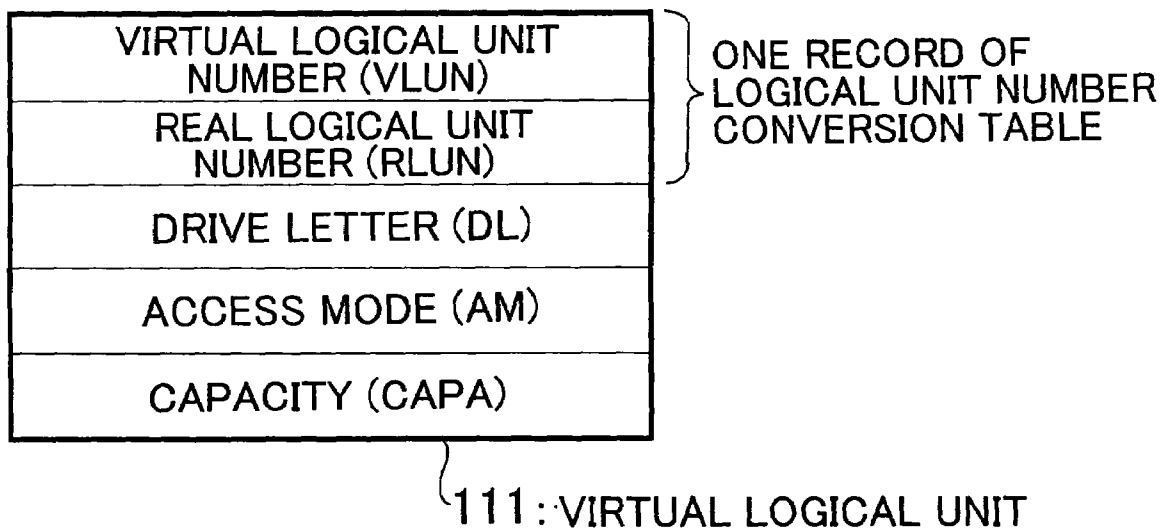 VIRTUAL LOGICAL UNIT
NUMBER (VLUN)
REAL LOGICAL UNIT
NUMBER (RLUN)
DRIVE LETTER (DL)
ACCESS MODE (AM)
CAPACITY (CAPA)
ONE RECORD OF
LOGICAL UNIT NUMBER
CONVERSION TABLE
111: VIRTUAL LOGICAL UNIT